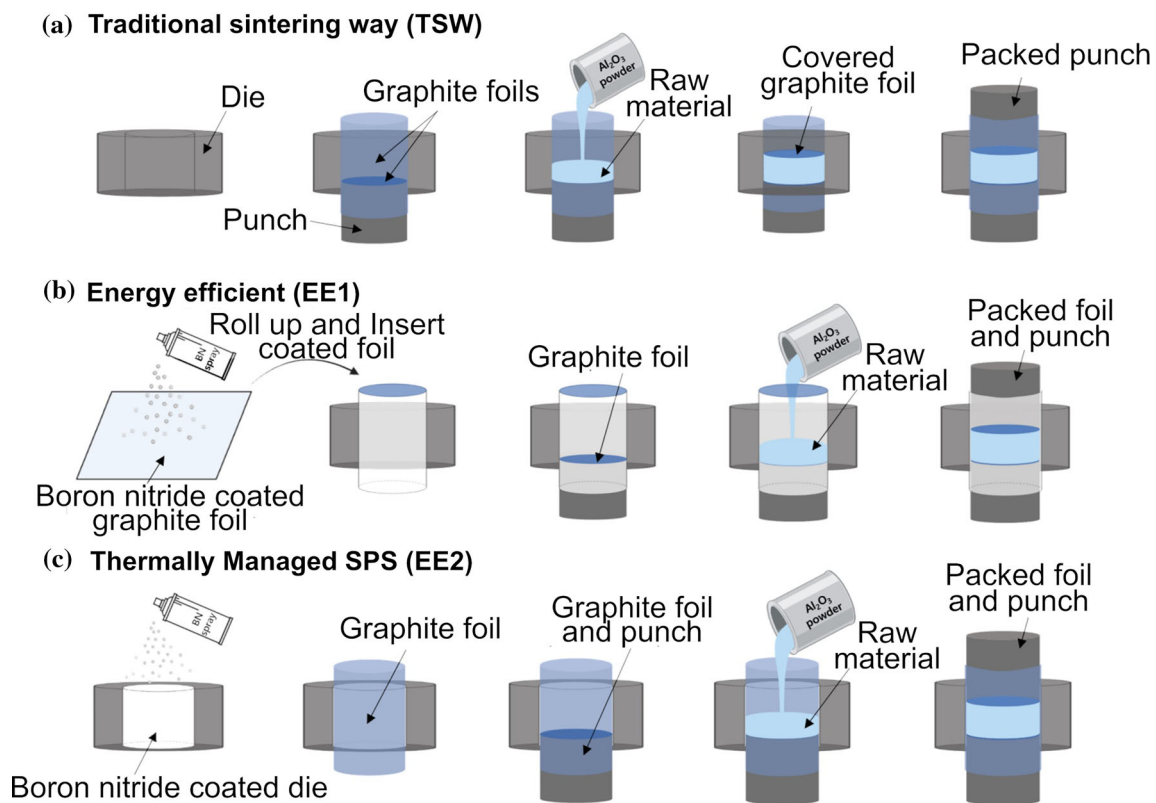 (a) Traditional sintering way (TSW)
Die
Graphite foils
Punch
Al₂O₃
powder
Raw
material
Covered
graphite foil
Packed punch
(b) Energy efficient (EE1)
BN
spray
Roll up and Insert
coated foil
Boron nitride coated
graphite foil
Graphite foil
Al₂O₃
powder
Raw
material
Packed foil
and punch
(c) Thermally Managed SPS (EE2)
BN
spray
Boron nitride coated die
Graphite foil
Graphite foil
and punch
Al₂O₃
powder
Raw
material
Packed foil
and punch